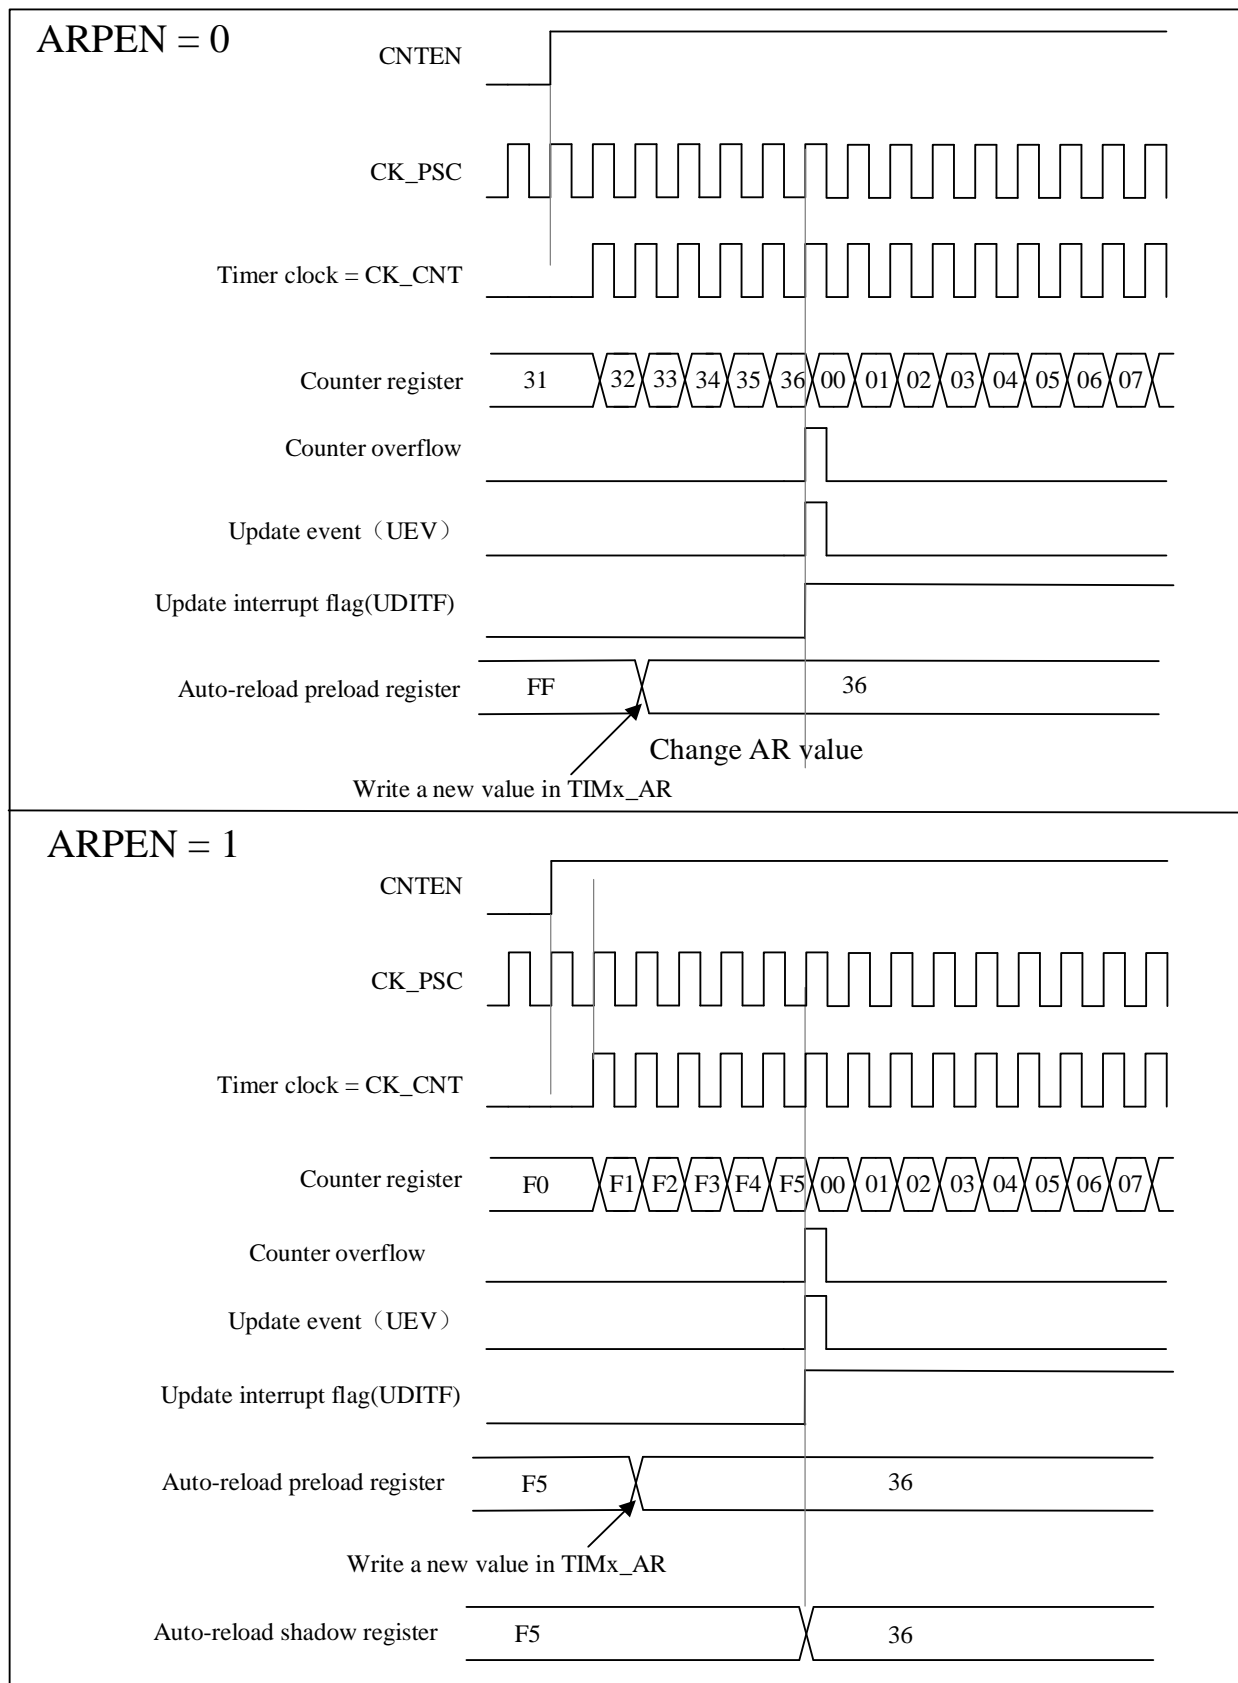 ARPEN = 0
CNTEN
CK_PSC
Timer clock = CK_CNT
Counter register 31 32 33 34 35 36 00 01 02 03 04 05 06 07
Counter overflow
Update event（UEV）
Update interrupt flag(UDITF)
Auto-reload preload register FF 36
Change AR value
Write a new value in TIMx_AR
ARPEN = 1
CNTEN
CK_PSC
Timer clock = CK_CNT
Counter register F0 F1 F2 F3 F4 F5 00 01 02 03 04 05 06 07
Counter overflow
Update event（UEV）
Update interrupt flag(UDITF)
Auto-reload preload register F5 36
Write a new value in TIMx_AR
Auto-reload shadow register F5 36